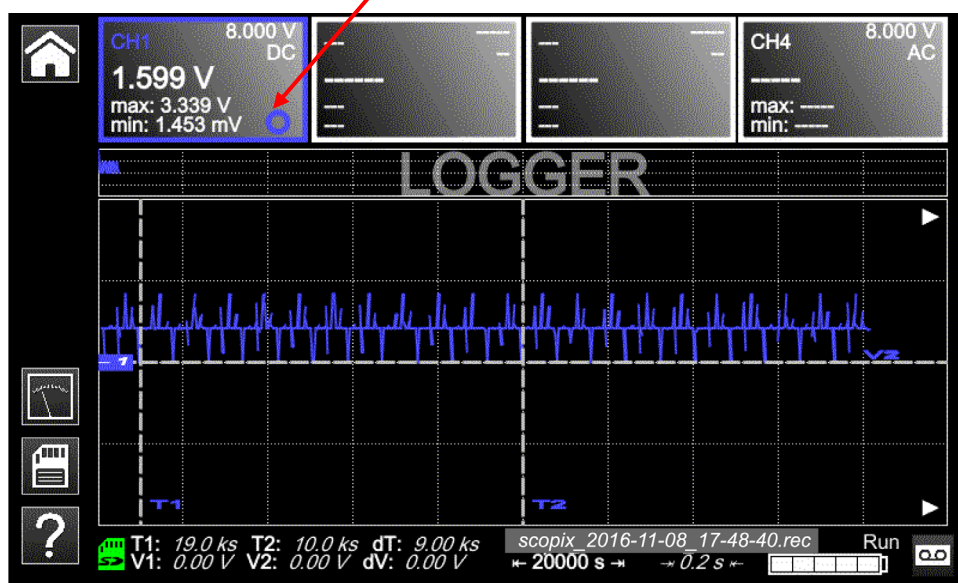 CH1 8.000 V
DC
1.599 V
max: 3.339 V
min: 1.453 mV
--- ----
--
------
---
---
--- ----
--
------
---
---
CH4 8.000 V
AC
-----
max: -----
min: -----
LOGGER
1
V2
T1 T2
?
SD
T1: 19.0 ks T2: 10.0 ks dT: 9.00 ks
V1: 0.00 V V2: 0.00 V dV: 0.00 V
scopix_2016-11-08_17-48-40.rec Run
20000 s 0.2 s